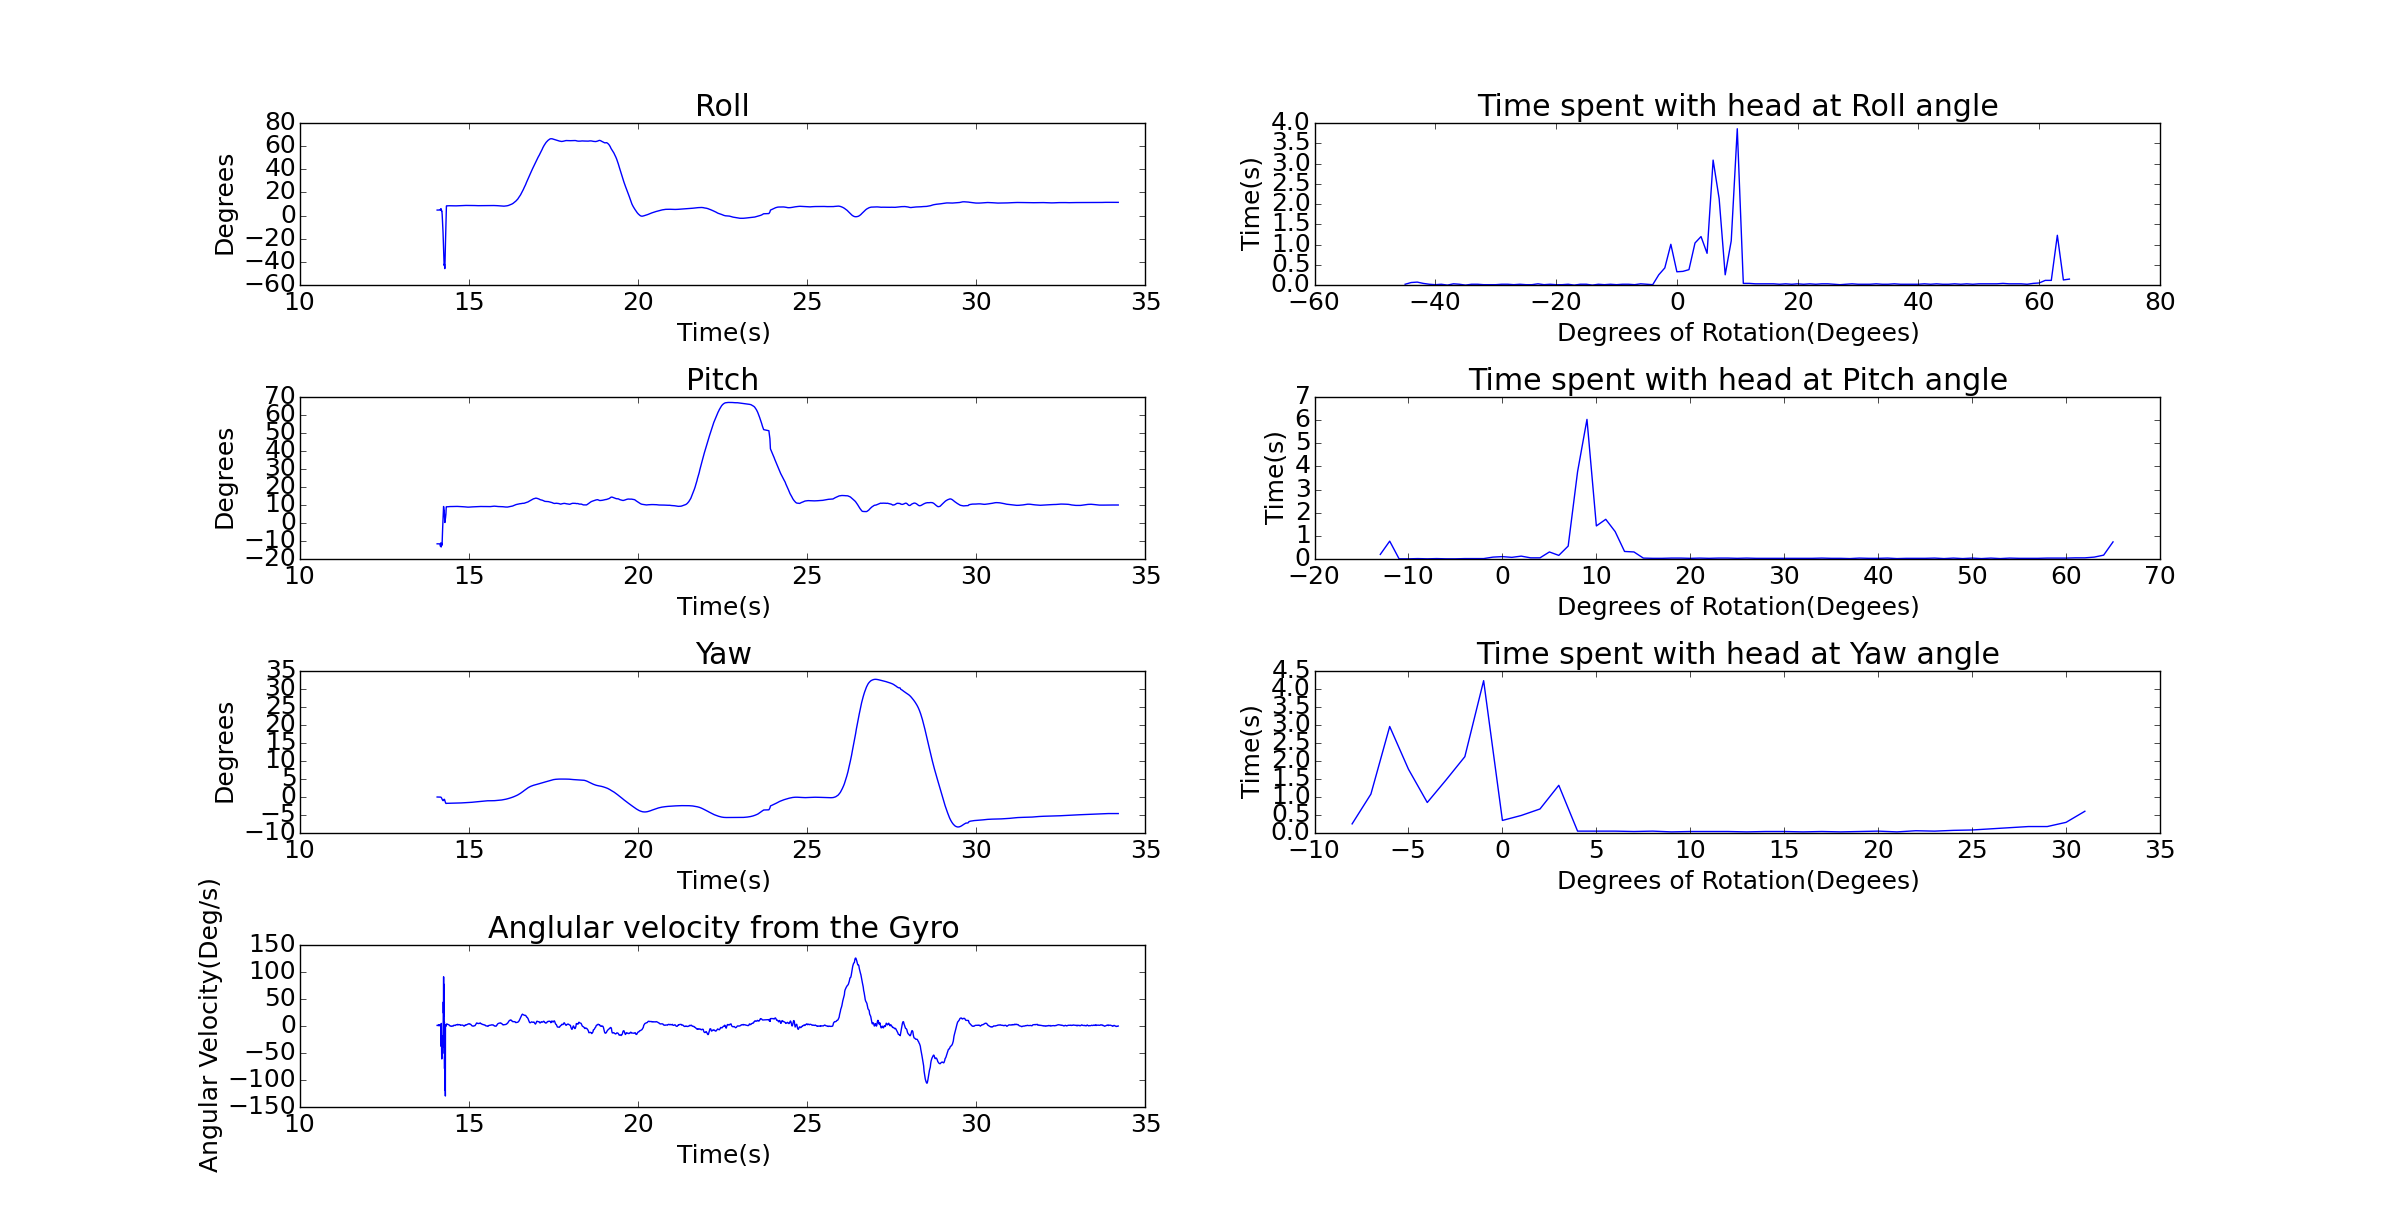 Roll
80
60
40
20
0
−20
−40
−60
Degrees
10 15 20 25 30 35
Time(s)
Time spent with head at Roll angle
4.0
3.5
3.0
2.5
2.0
1.5
1.0
0.5
0.0
Time(s)
−60 −40 −20 0 20 40 60 80
Degrees of Rotation(Degees)
Pitch
70
60
50
40
30
20
10
0
−10
−20
Degrees
10 15 20 25 30 35
Time(s)
Time spent with head at Pitch angle
7
6
5
4
3
2
1
0
Time(s)
−20 −10 0 10 20 30 40 50 60 70
Degrees of Rotation(Degees)
Yaw
35
30
25
20
15
10
5
0
−5
−10
Degrees
10 15 20 25 30 35
Time(s)
Time spent with head at Yaw angle
4.5
4.0
3.5
3.0
2.5
2.0
1.5
1.0
0.5
0.0
Time(s)
−10 −5 0 5 10 15 20 25 30 35
Degrees of Rotation(Degees)
Anglular velocity from the Gyro
150
100
50
0
−50
−100
−150
Angular Velocity(Deg/s)
10 15 20 25 30 35
Time(s)